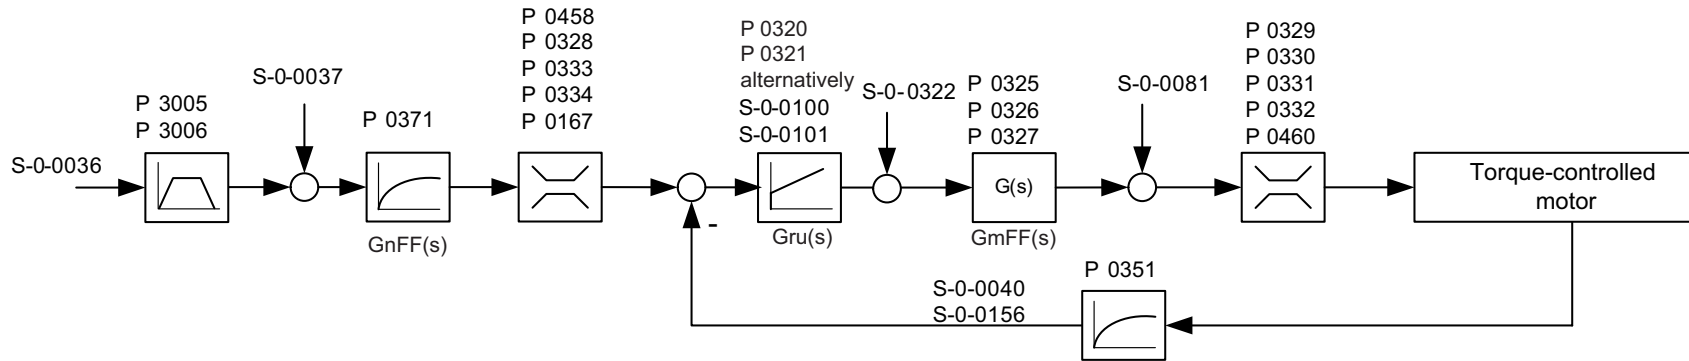 S-0-0036
P 3005
P 3006
S-0-0037
P 0371
GnFF(s)
P 0458
P 0328
P 0333
P 0334
P 0167
-
P 0320
P 0321
alternatively
S-0-0100
S-0-0101
Gru(s)
S-0-0322
P 0325
P 0326
P 0327
G(s)
GmFF(s)
S-0-0081
P 0329
P 0330
P 0331
P 0332
P 0460
Torque-controlled
motor
P 0351
S-0-0040
S-0-0156